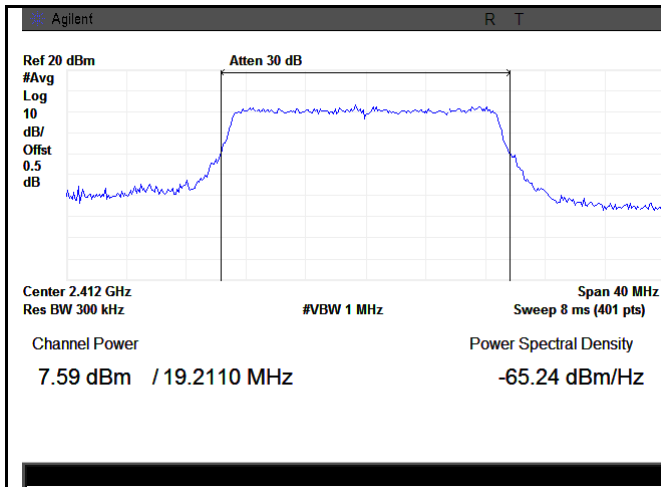 Agilent R T
Ref 20 dBm Atten 30 dB
#Avg
Log
10
dB/
Offst
0.5
dB
Center 2.412 GHz Span 40 MHz
Res BW 300 kHz #VBW 1 MHz Sweep 8 ms (401 pts)
Channel Power Power Spectral Density
7.59 dBm / 19.2110 MHz -65.24 dBm/Hz